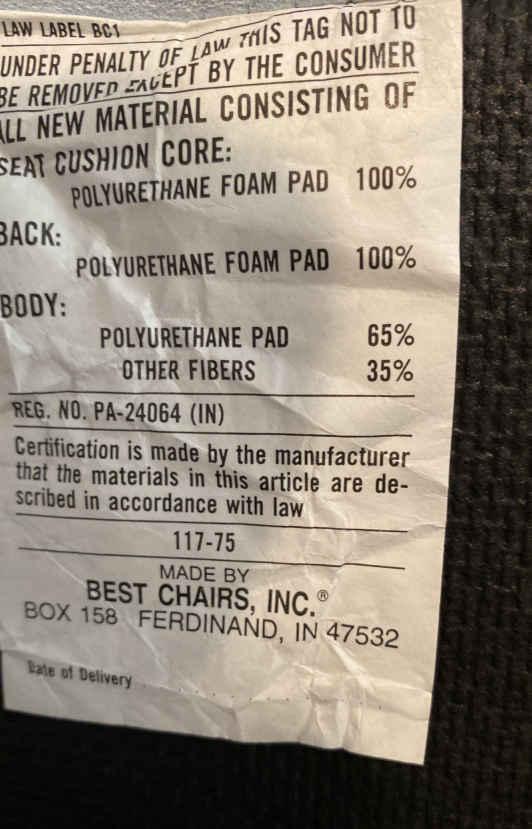 LAW LABEL BC1
UNDER PENALTY OF LAW THIS TAG NOT TO
BE REMOVED EXCEPT BY THE CONSUMER
ALL NEW MATERIAL CONSISTING OF
SEAT CUSHION CORE:
POLYURETHANE FOAM PAD 100%
BACK:
POLYURETHANE FOAM PAD 100%
BODY:
POLYURETHANE PAD 65%
OTHER FIBERS 35%
REG. NO. PA-24064 (IN)
Certification is made by the manufacturer
that the materials in this article are de-
scribed in accordance with law
117-75
MADE BY
BEST CHAIRS, INC.®
BOX 158 FERDINAND, IN 47532
Date of Delivery